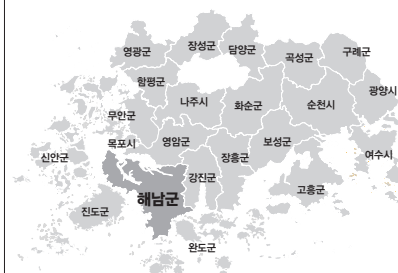 영광군
장성군
담양군
곡성군
구례군
함평군
나주시
화순군
순천시
광양시
무안군
목포시
영암군
장흥군
보성군
여수시
신안군
강진군
해남군
고흥군
진도군
완도군